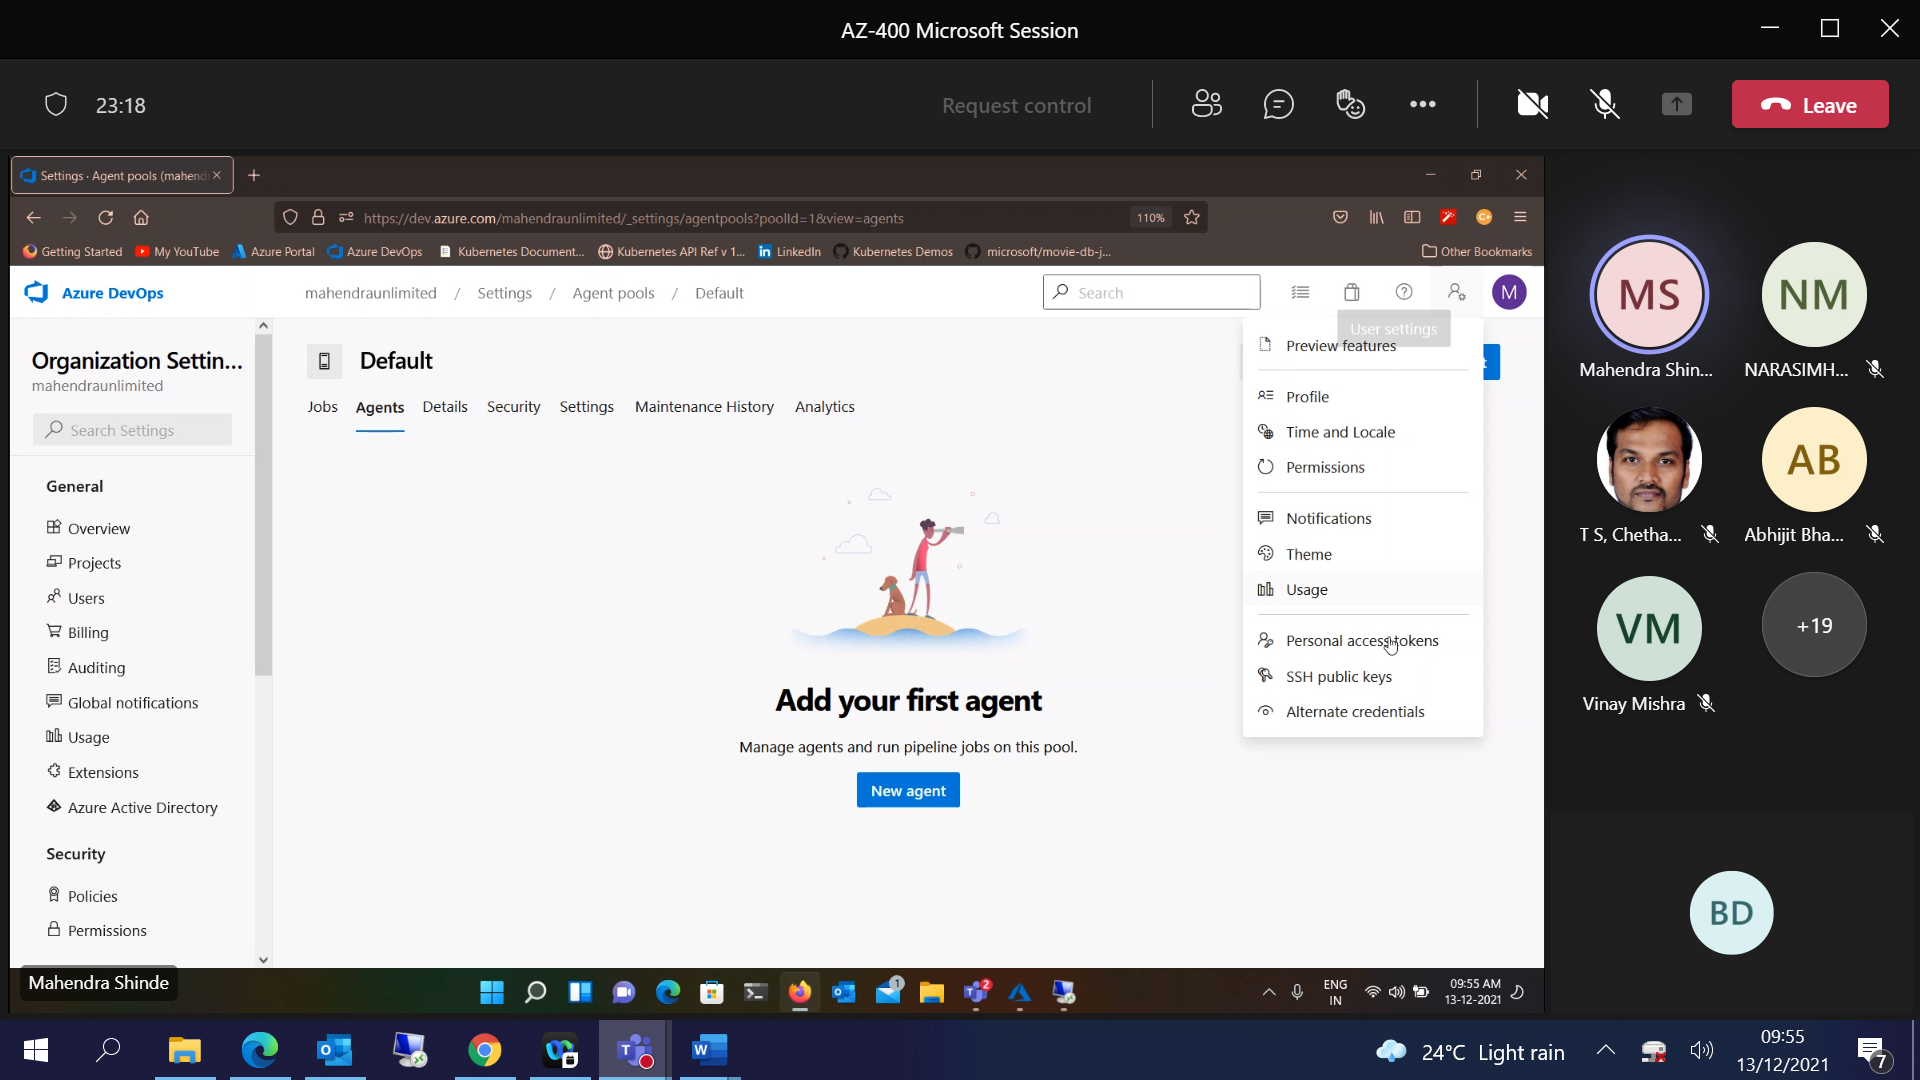 AZ-400 Microsoft Session
23:18
Request control
Leave
Settings · Agent pools (mahend
https://dev.azure.com/mahendraunlimited/_settings/agentpools?poolId=1&view=agents
110%
Getting Started
My YouTube
Azure Portal
Azure DevOps
Kubernetes Document...
Kubernetes API Ref v 1...
LinkedIn
Kubernetes Demos
microsoft/movie-db-j...
Other Bookmarks
Azure DevOps
mahendraunlimited / Settings / Agent pools / Default
Search
M
User settings
Organization Settin...
mahendraunlimited
Search Settings
General
Overview
Projects
Users
Billing
Auditing
Global notifications
Usage
Extensions
Azure Active Directory
Security
Policies
Permissions
Default
Jobs
Agents
Details
Security
Settings
Maintenance History
Analytics
Add your first agent
Manage agents and run pipeline jobs on this pool.
New agent
Preview features
Profile
Time and Locale
Permissions
Notifications
Theme
Usage
Personal access tokens
SSH public keys
Alternate credentials
MS
Mahendra Shin...
NM
NARASIMH...
T S, Chetha...
AB
Abhijit Bha...
VM
Vinay Mishra
+19
BD
Mahendra Shinde
1
2
ENG
IN
09:55 AM
13-12-2021
24°C Light rain
09:55
13/12/2021
7